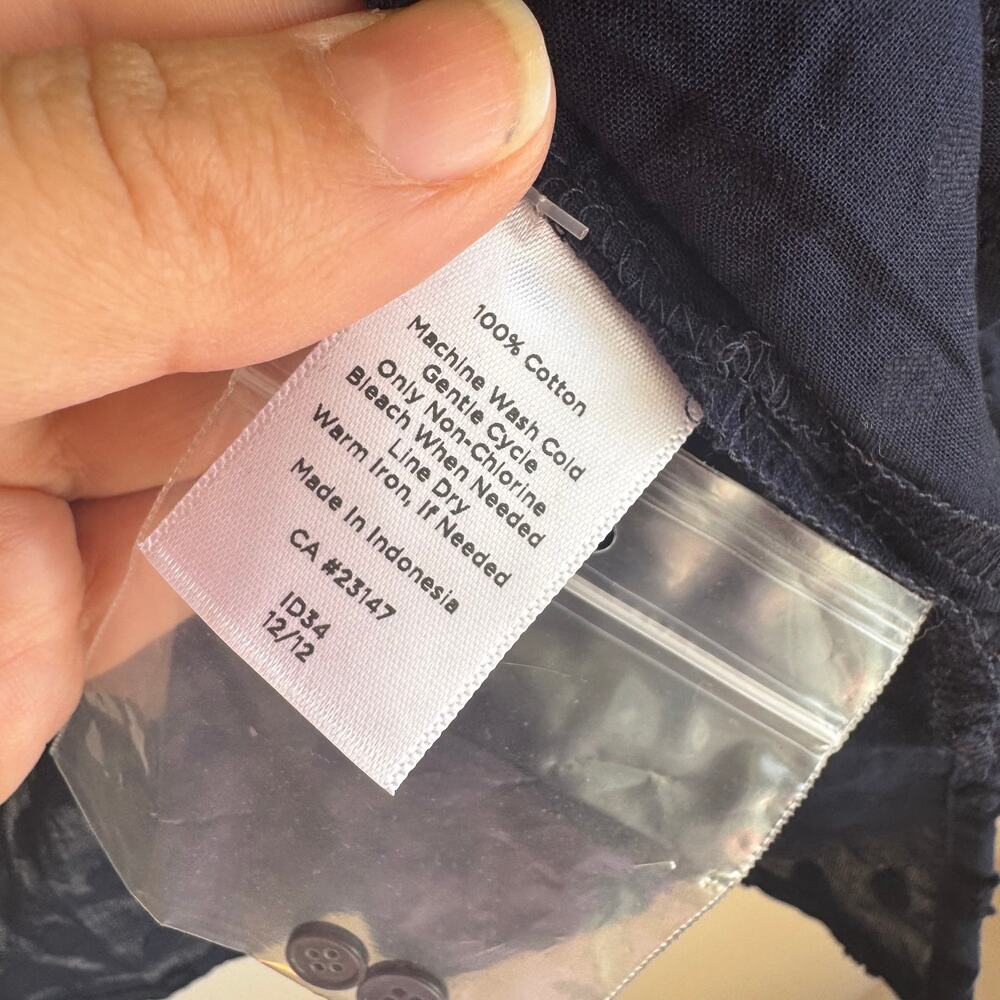 100% Cotton
Machine Wash Cold
Gentle Cycle
Only Non-Chlorine
Bleach When Needed
Line Dry
Warm Iron, If Needed
Made In Indonesia
CA #23147
ID34
12/12